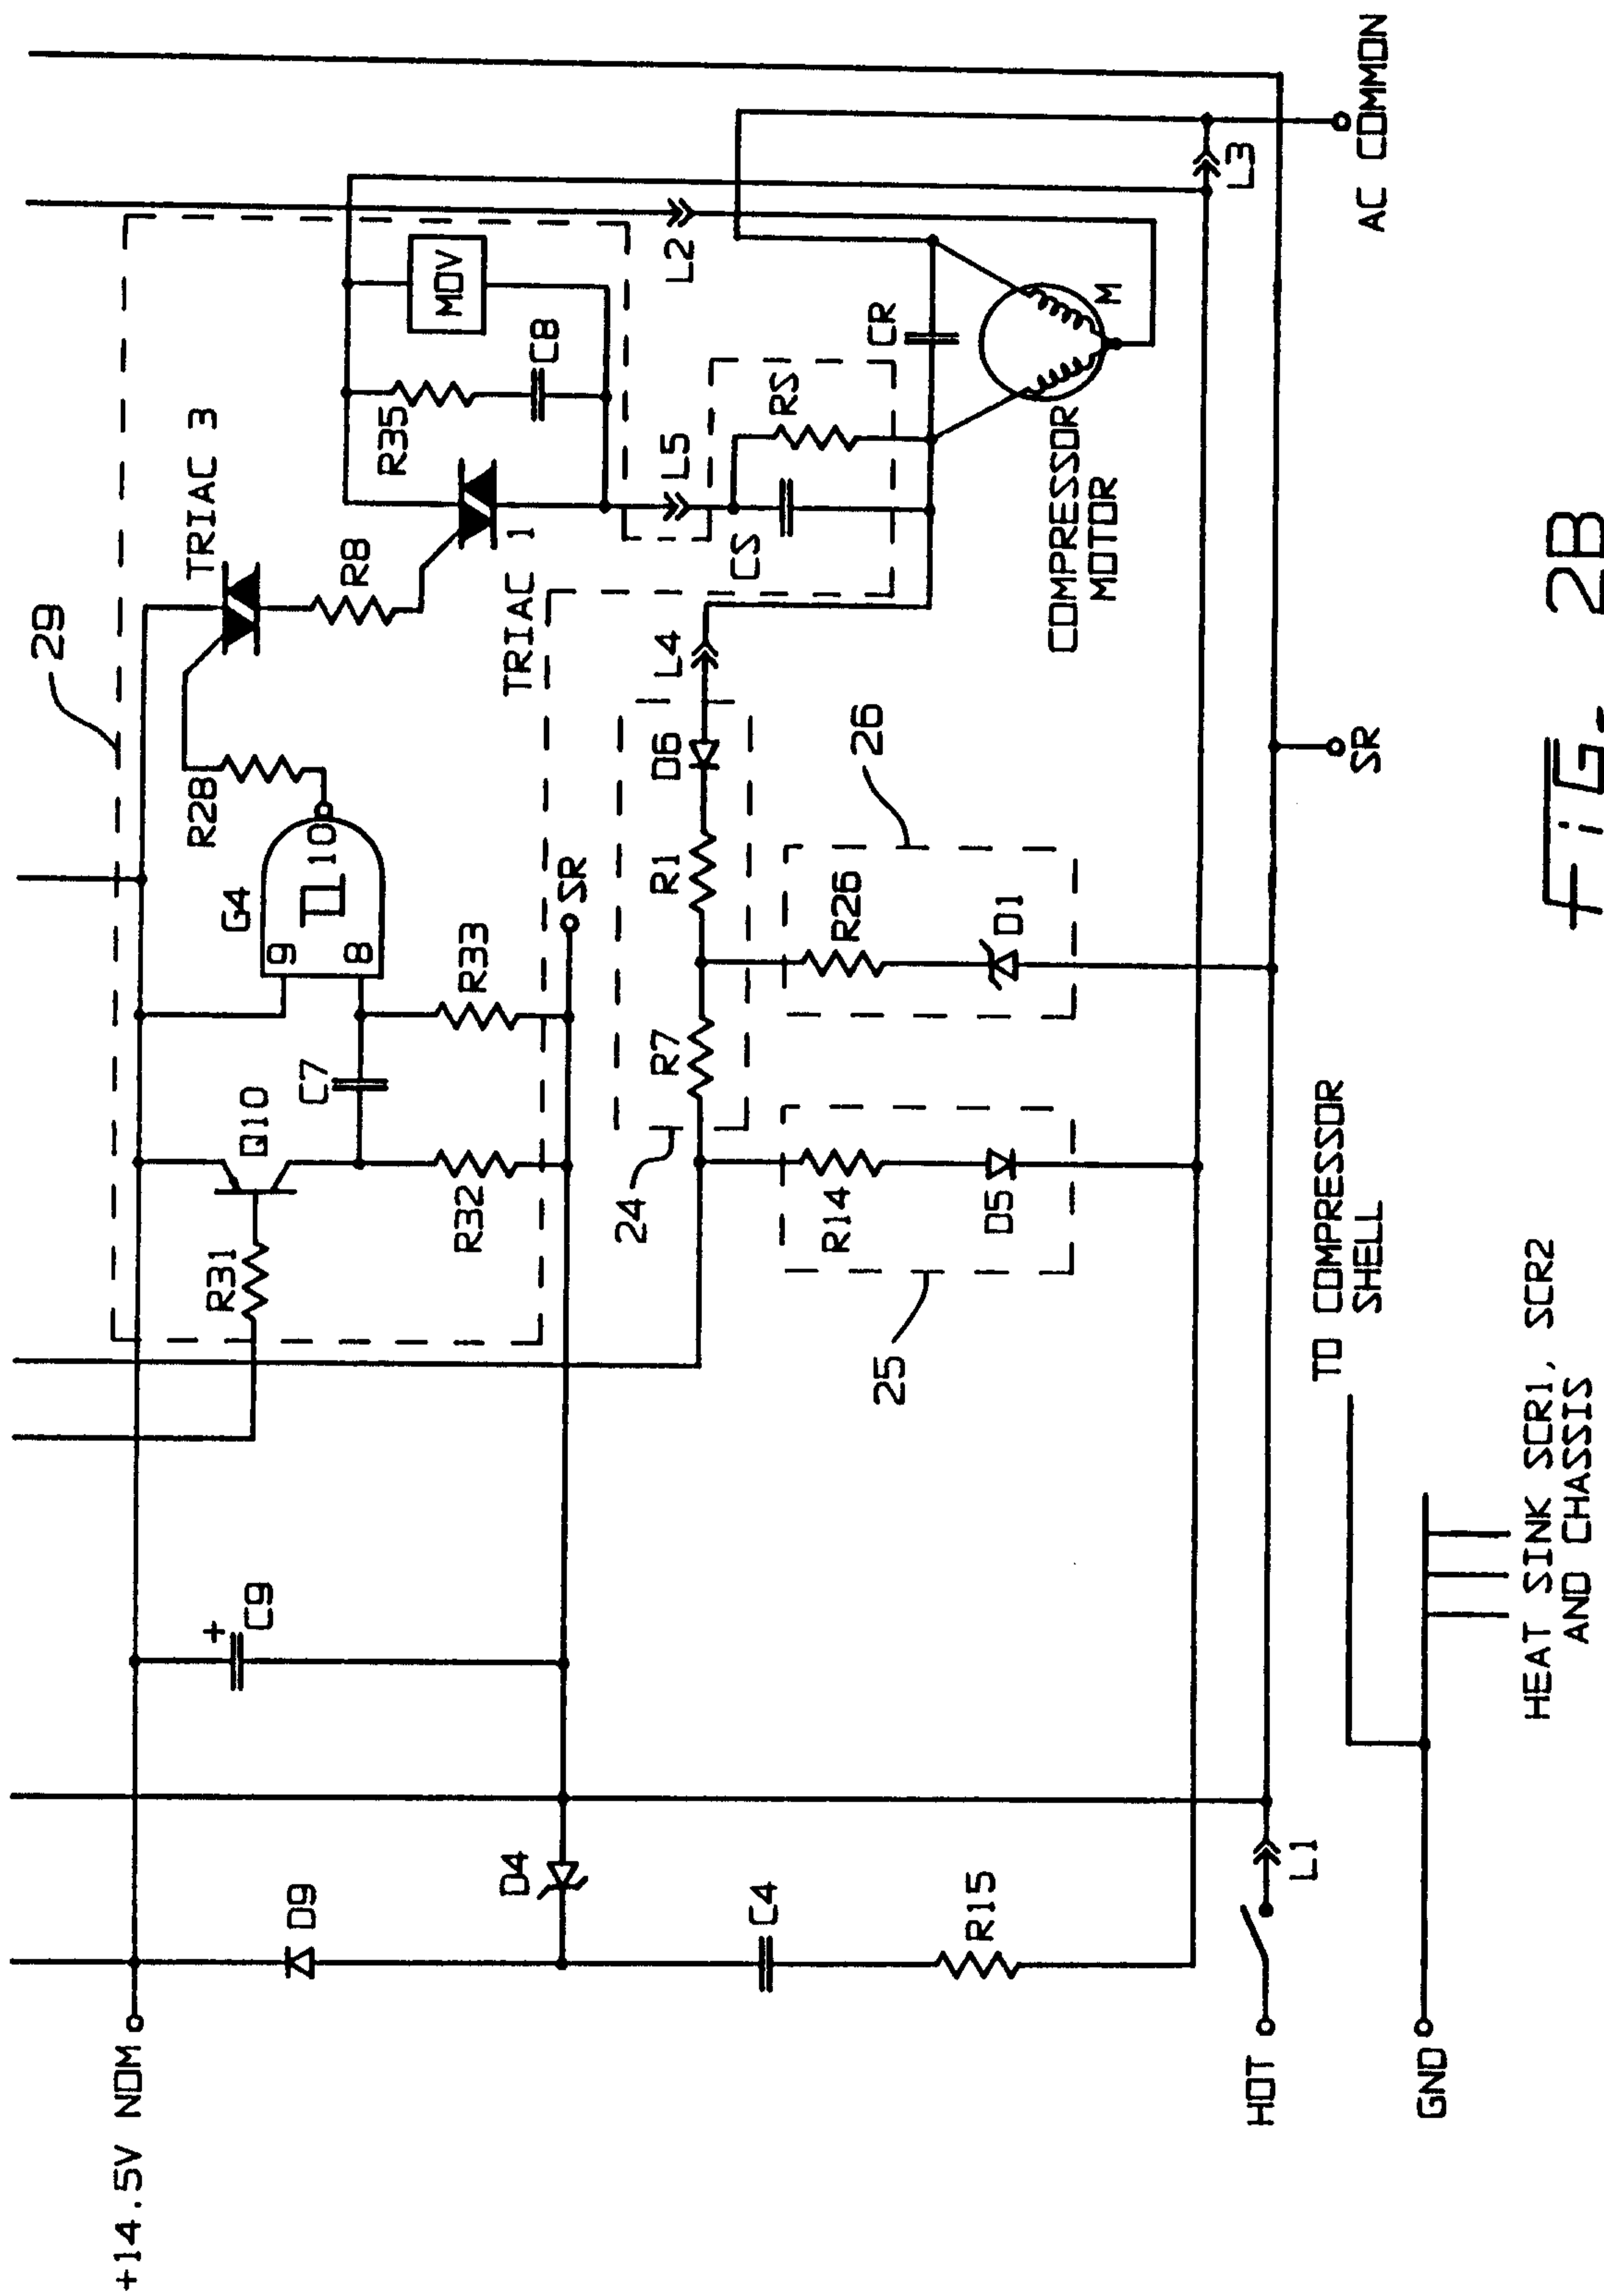 29
TRIAC 3
R28
G4
9
8
10
R8
R35
MOV
C8
TRIAC 1
Q10
C7
R33
R31
R32
SR
L2
L5
CS
RS
CR
M
COMPRESSOR
MOTOR
L4
D6
R1
R7
24
26
R26
D1
25
R14
D5
+14.5V NOM
C9
D9
D4
C4
R15
L3
AC COMMON
SR
HOT
L1
GND
TO COMPRESSOR
SHELL
HEAT SINK SCR1, SCR2
AND CHASSIS
FiG. 2B